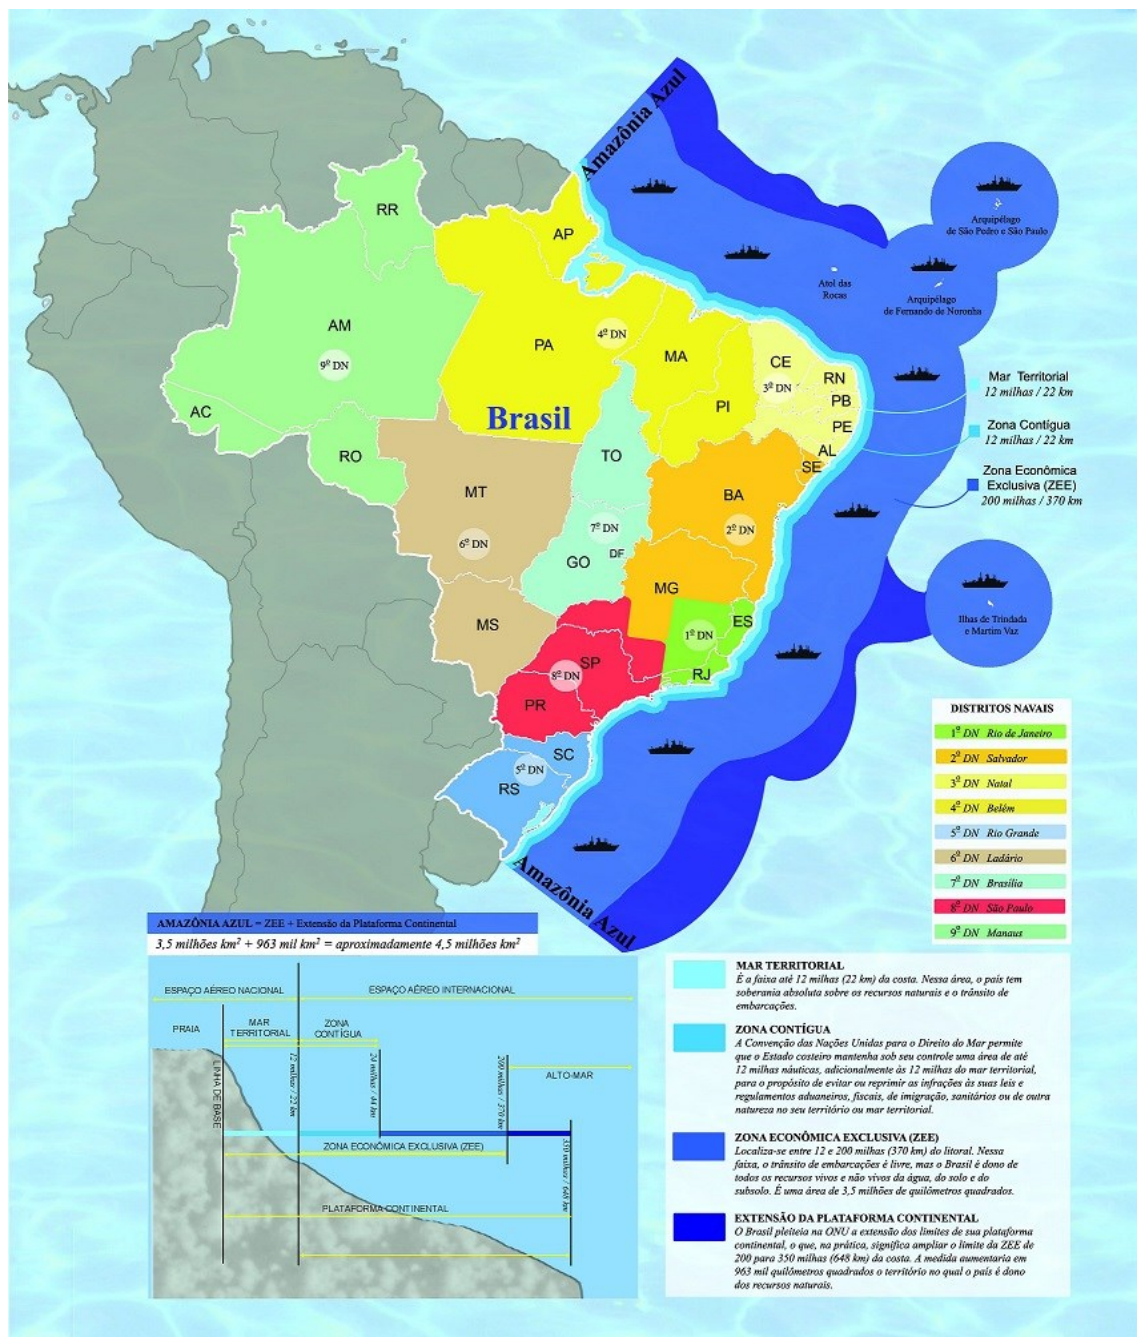 Amazônia Azul
Arquipélago
de São Pedro e São Paulo
Atol das
Rocas
Arquipélago
de Fernando de Noronha
RR
AP
AM
9º DN
PA
4º DN
MA
CE
3º DN
RN
PB
PE
AL
SE
PI
AC
RO
Brasil
TO
MT
6º DN
7º DN
DF
GO
BA
2º DN
MG
ES
1º DN
RJ
MS
SP
8º DN
PR
SC
5º DN
RS
Mar Territorial
12 milhas / 22 km
Zona Contígua
12 milhas / 22 km
Zona Econômica
Exclusiva (ZEE)
200 milhas / 370 km
Ilhas de Trindada
e Martim Vaz
Amazônia Azul
DISTRITOS NAVAIS
1º DN Rio de Janeiro
2º DN Salvador
3º DN Natal
4º DN Belém
5º DN Rio Grande
6º DN Ladário
7º DN Brasília
8º DN São Paulo
9º DN Manaus
AMAZÔNIA AZUL = ZEE + Extensão da Plataforma Continental
3,5 milhões km² + 963 mil km² = aproximadamente 4,5 milhões km²
ESPAÇO AÉREO NACIONAL
ESPAÇO AÉREO INTERNACIONAL
PRAIA
MAR
TERRITORIAL
ZONA
CONTÍGUA
ALTO-MAR
LINHA DE BASE
12 milhas / 22 km
24 milhas / 44 km
200 milhas / 370 km
350 milhas / 648 km
ZONA ECONÔMICA EXCLUSIVA (ZEE)
PLATAFORMA CONTINENTAL
MAR TERRITORIAL
É a faixa até 12 milhas (22 km) da costa. Nessa área, o país tem
soberania absoluta sobre os recursos naturais e o trânsito de
embarcações.
ZONA CONTÍGUA
A Convenção das Nações Unidas para o Direito do Mar permite
que o Estado costeiro mantenha sob seu controle uma área de até
12 milhas náuticas, adicionalmente às 12 milhas do mar territorial,
para o propósito de evitar ou reprimir as infrações às suas leis e
regulamentos aduaneiros, fiscais, de imigração, sanitários ou de outra
natureza no seu território ou mar territorial.
ZONA ECONÔMICA EXCLUSIVA (ZEE)
Localiza-se entre 12 e 200 milhas (370 km) do litoral. Nessa
faixa, o trânsito de embarcações é livre, mas o Brasil é dono de
todos os recursos vivos e não vivos da água, do solo e do
subsolo. É uma área de 3,5 milhões de quilômetros quadrados.
EXTENSÃO DA PLATAFORMA CONTINENTAL
O Brasil pleiteia na ONU a extensão dos limites de sua plataforma
continental, o que, na prática, significa ampliar o limite da ZEE de
200 para 350 milhas (648 km) da costa. A medida aumentaria em
963 mil quilômetros quadrados o território no qual o país é dono
dos recursos naturais.